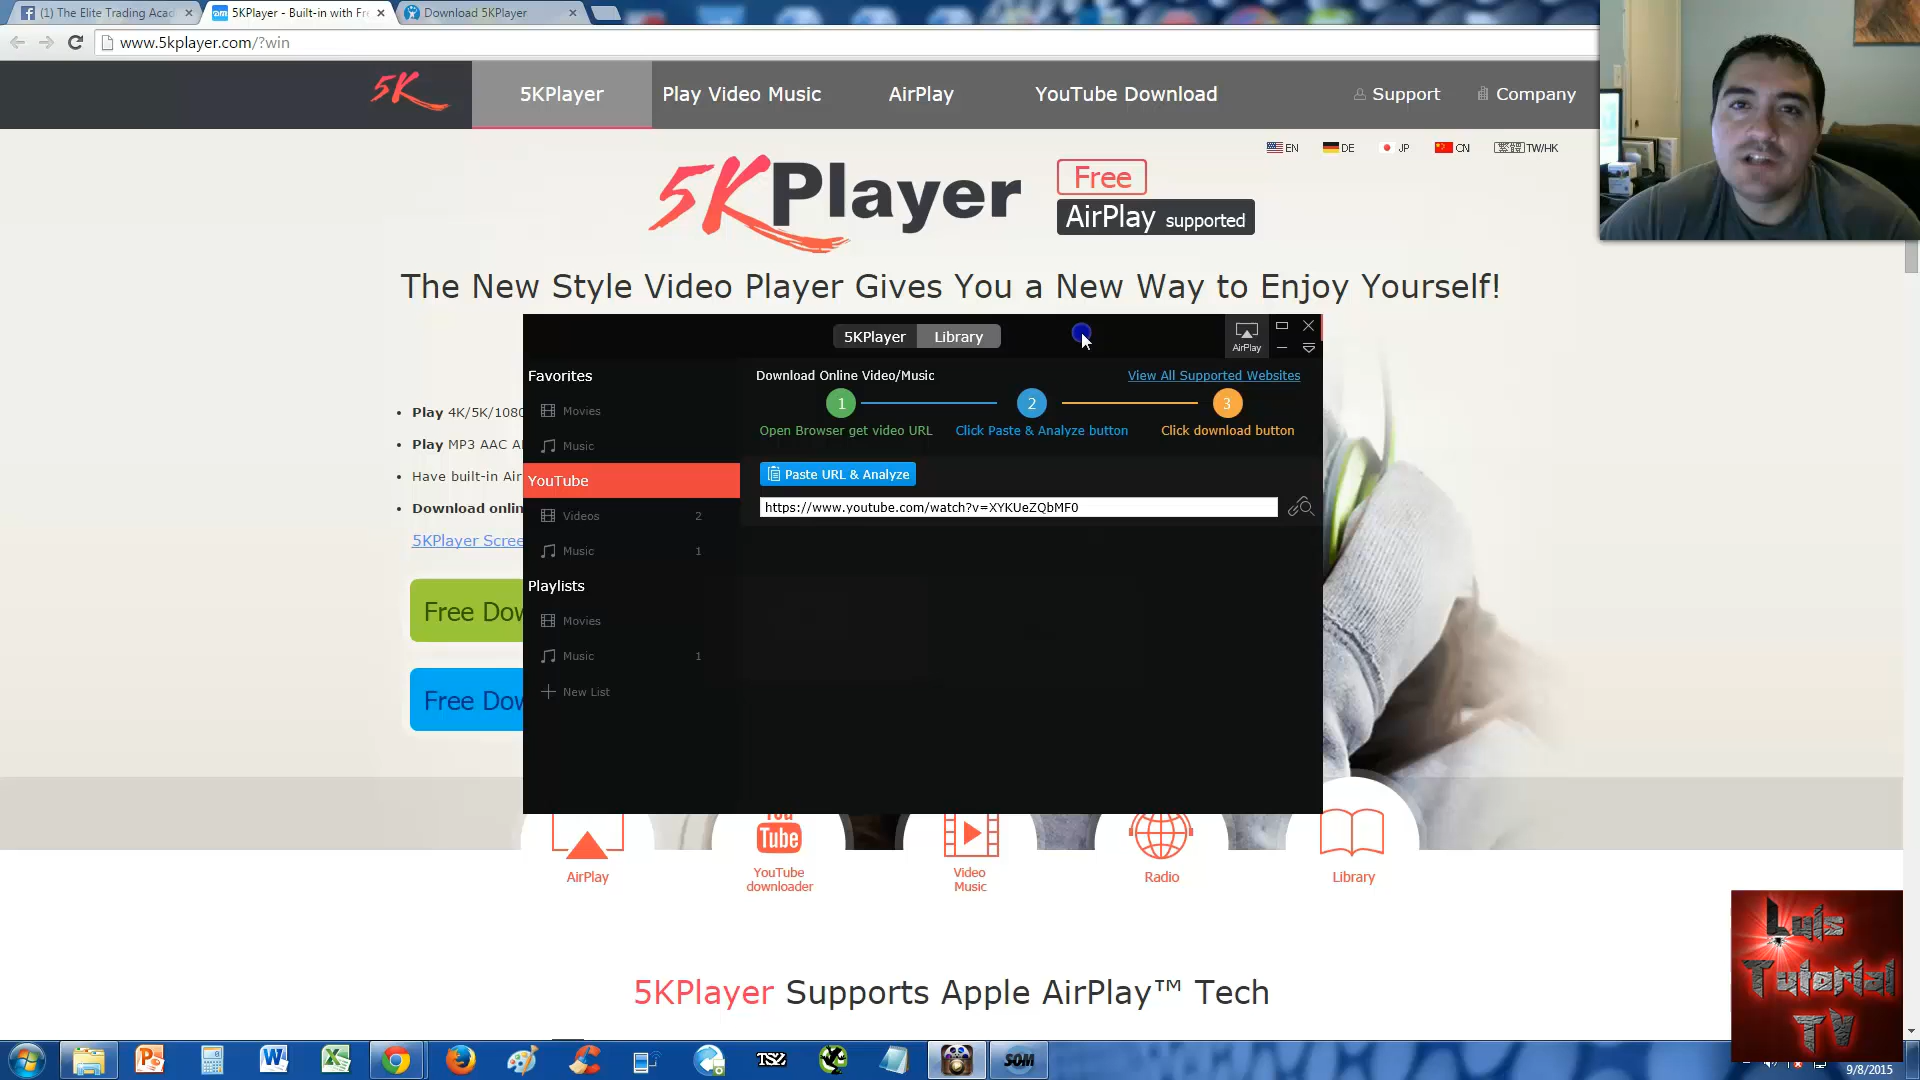 (1) The Elite Trading Aca
5KPlayer - Built-in with Fr
Download 5KPlayer
www.5kplayer.com/?win
5K
5KPlayer
Play Video Music
AirPlay
YouTube Download
Support
Company
EN
DE
JP
CN
TW/HK
5KPlayer
Free
AirPlay supported
The New Style Video Player Gives You a New Way to Enjoy Yourself!
5KPlayer
Library
AirPlay
Favorites
Movies
Music
YouTube
Videos 2
Music 1
Playlists
Movies
Music 1
New List
Download Online Video/Music
View All Supported Websites
1
2
3
Open Browser get video URL
Click Paste & Analyze button
Click download button
Paste URL & Analyze
https://www.youtube.com/watch?v=XYKUeZQbMF0
Play 4K/5K/1080
Play MP3 AAC A
Have built-in Air
Download onlin
5KPlayer Scree
Free Dow
Free Dow
AirPlay
You
Tube
YouTube
downloader
Video
Music
Radio
Library
5KPlayer Supports Apple AirPlay™ Tech
Luis
Tutorial
TV
TS2
SOM
9/8/2015